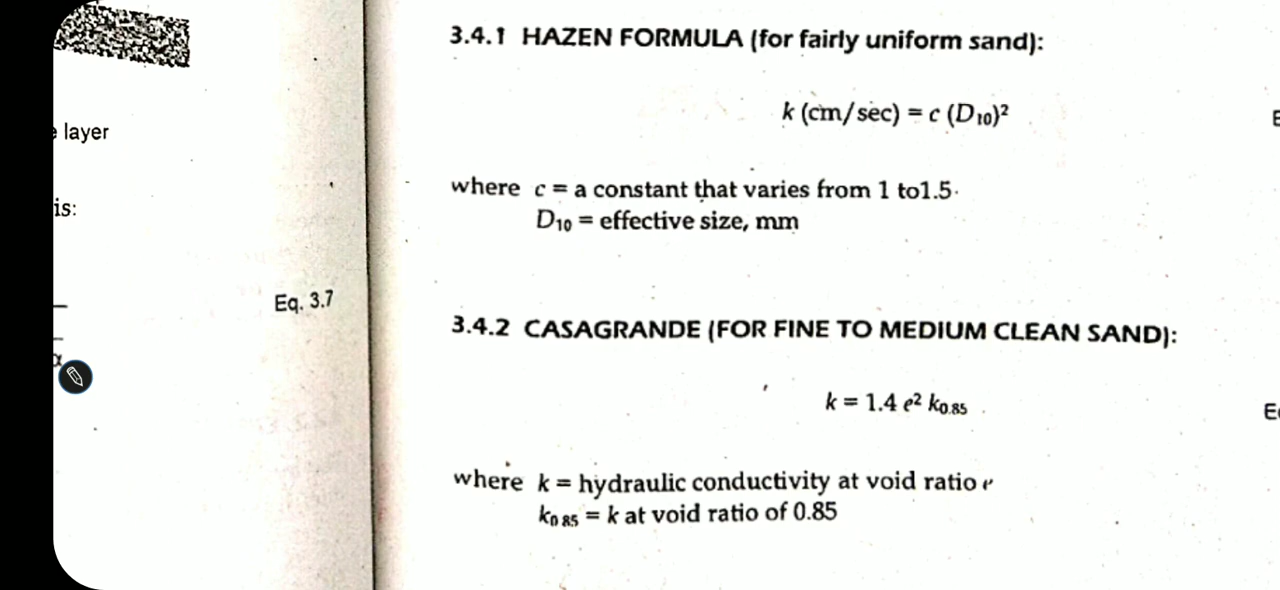 layer
is:
Eq. 3.7
3.4.1 HAZEN FORMULA (for fairly uniform sand):
k (cm/sec) = c (D₁₀)²
where c = a constant that varies from 1 to1.5
D₁₀ = effective size, mm
3.4.2 CASAGRANDE (FOR FINE TO MEDIUM CLEAN SAND):
k = 1.4 e² k₀.₈₅
where k = hydraulic conductivity at void ratio e
k₀.₈₅ = k at void ratio of 0.85